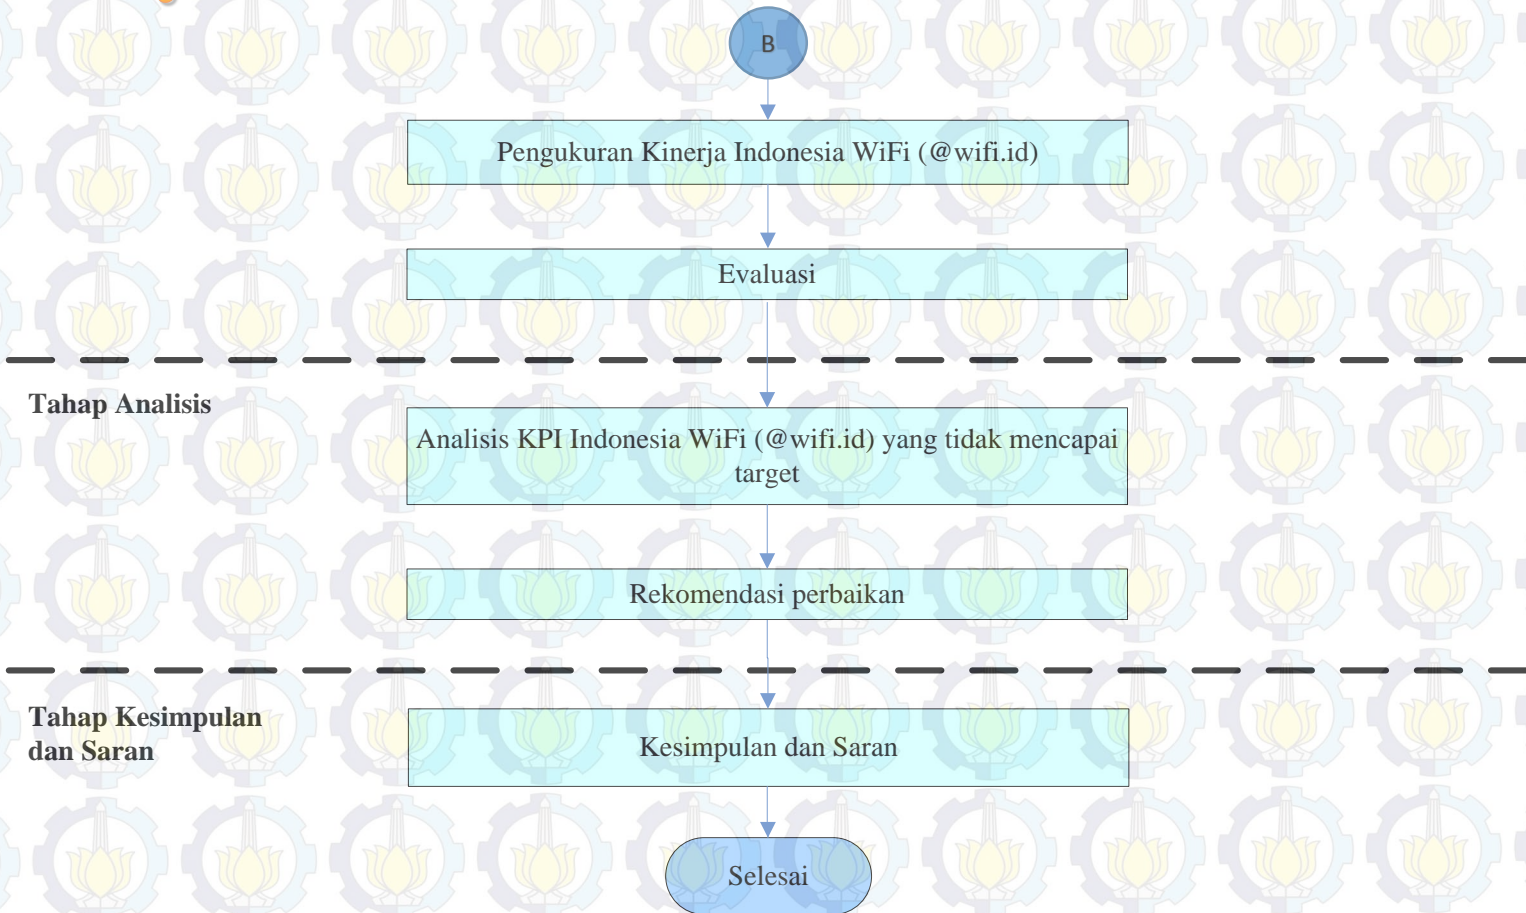 B
Pengukuran Kinerja Indonesia WiFi (@wifi.id)
Evaluasi
Tahap Analisis
Analisis KPI Indonesia WiFi (@wifi.id) yang tidak mencapai
target
Rekomendasi perbaikan
Tahap Kesimpulan
dan Saran
Kesimpulan dan Saran
Selesai